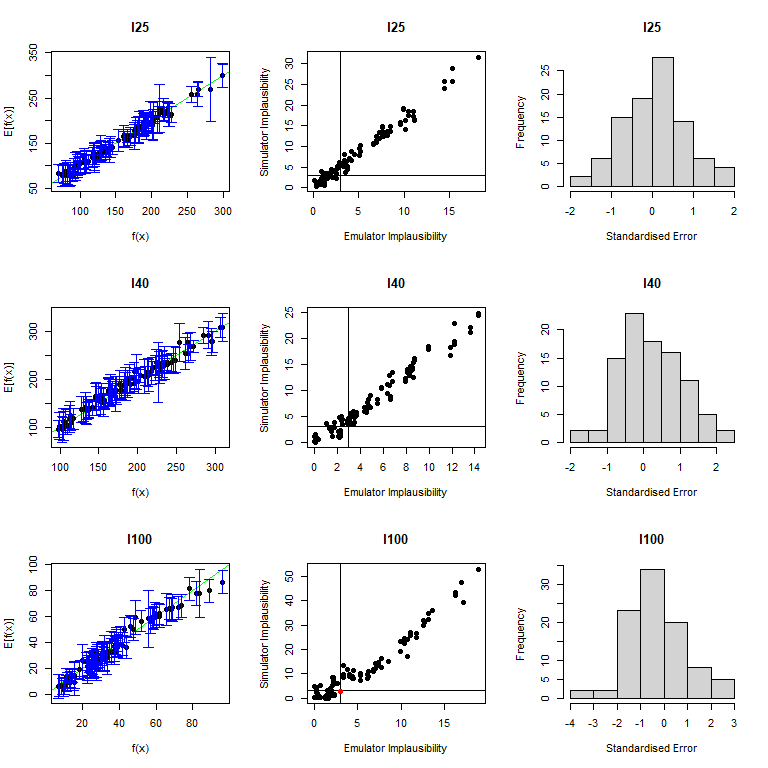 I25 I25 I25
E[f(x)] Simulator Implausibility Frequency
50 150 250 350
0 5 10 15 20 25 30
0 5 10 15 20 25
100 150 200 250 300
0 5 10 15
-2 -1 0 1 2
f(x) Emulator Implausibility Standardised Error
I40 I40 I40
E[f(x)] Simulator Implausibility Frequency
100 200 300
0 5 10 15 20 25
0 5 10 15 20
100 150 200 250 300
0 2 4 6 8 10 12 14
-2 -1 0 1 2
f(x) Emulator Implausibility Standardised Error
I100 I100 I100
E[f(x)] Simulator Implausibility Frequency
0 20 40 60 80 100
0 10 20 30 40 50
0 5 10 20 30
20 40 60 80
0 5 10 15
-4 -3 -2 -1 0 1 2 3
f(x) Emulator Implausibility Standardised Error